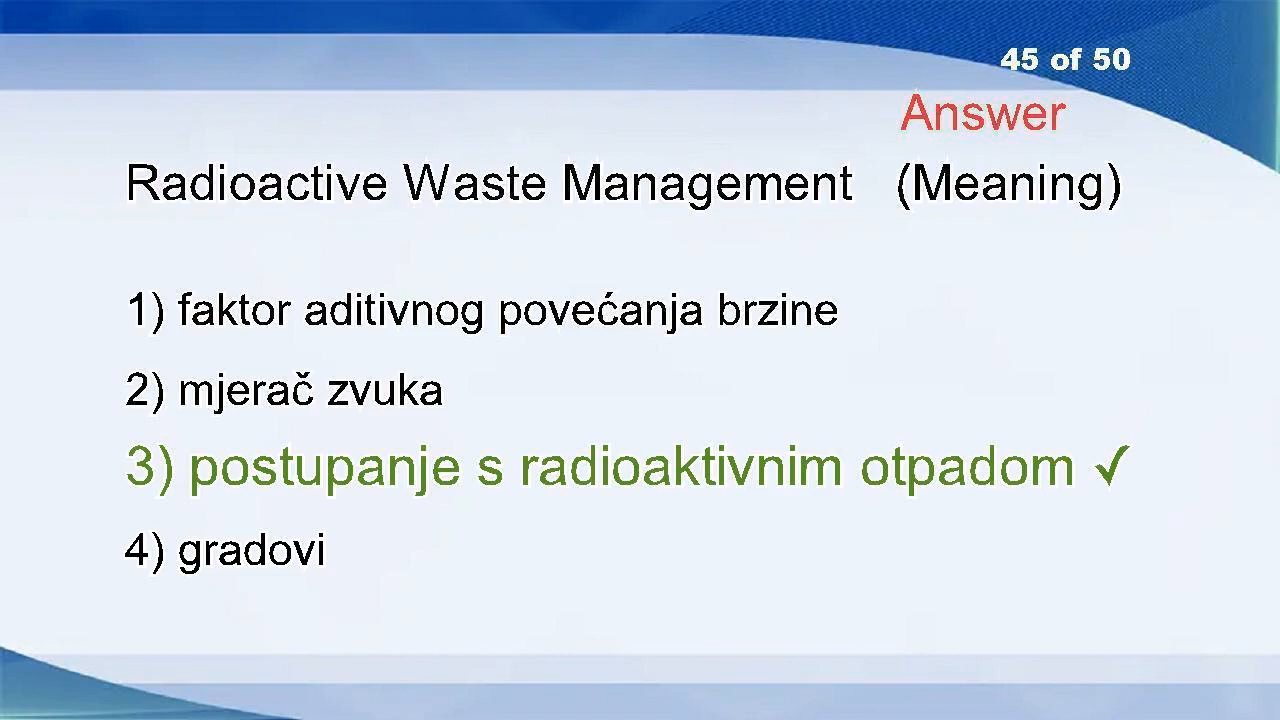 45 of 50
Answer
Radioactive Waste Management (Meaning)
1) faktor aditivnog povećanja brzine
2) mjerač zvuka
3) postupanje s radioaktivnim otpadom ✓
4) gradovi